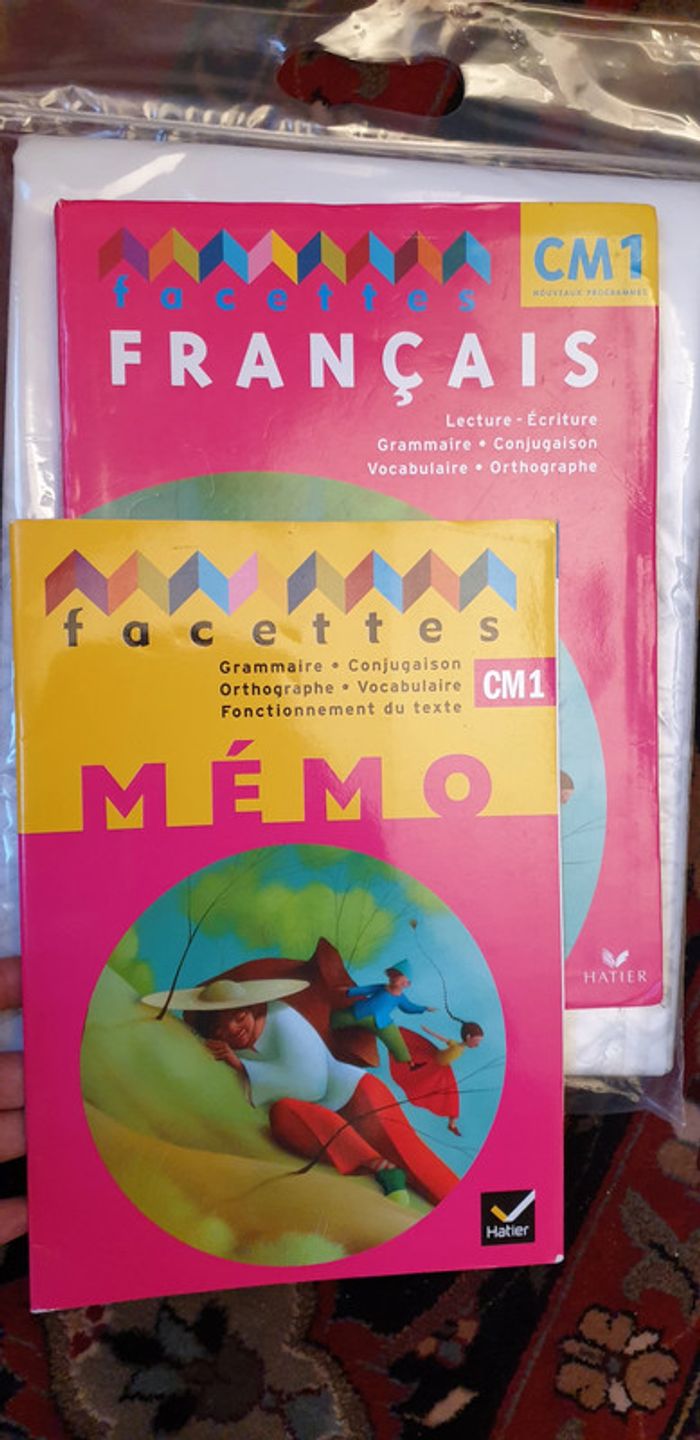 CM1
NOUVEAUX PROGRAMMES
facettes
FRANÇAIS
Lecture - Écriture
Grammaire • Conjugaison
Vocabulaire • Orthographe
HATIER
facettes
Grammaire • Conjugaison
Orthographe • Vocabulaire
Fonctionnement du texte
CM1
MÉMO
Hatier